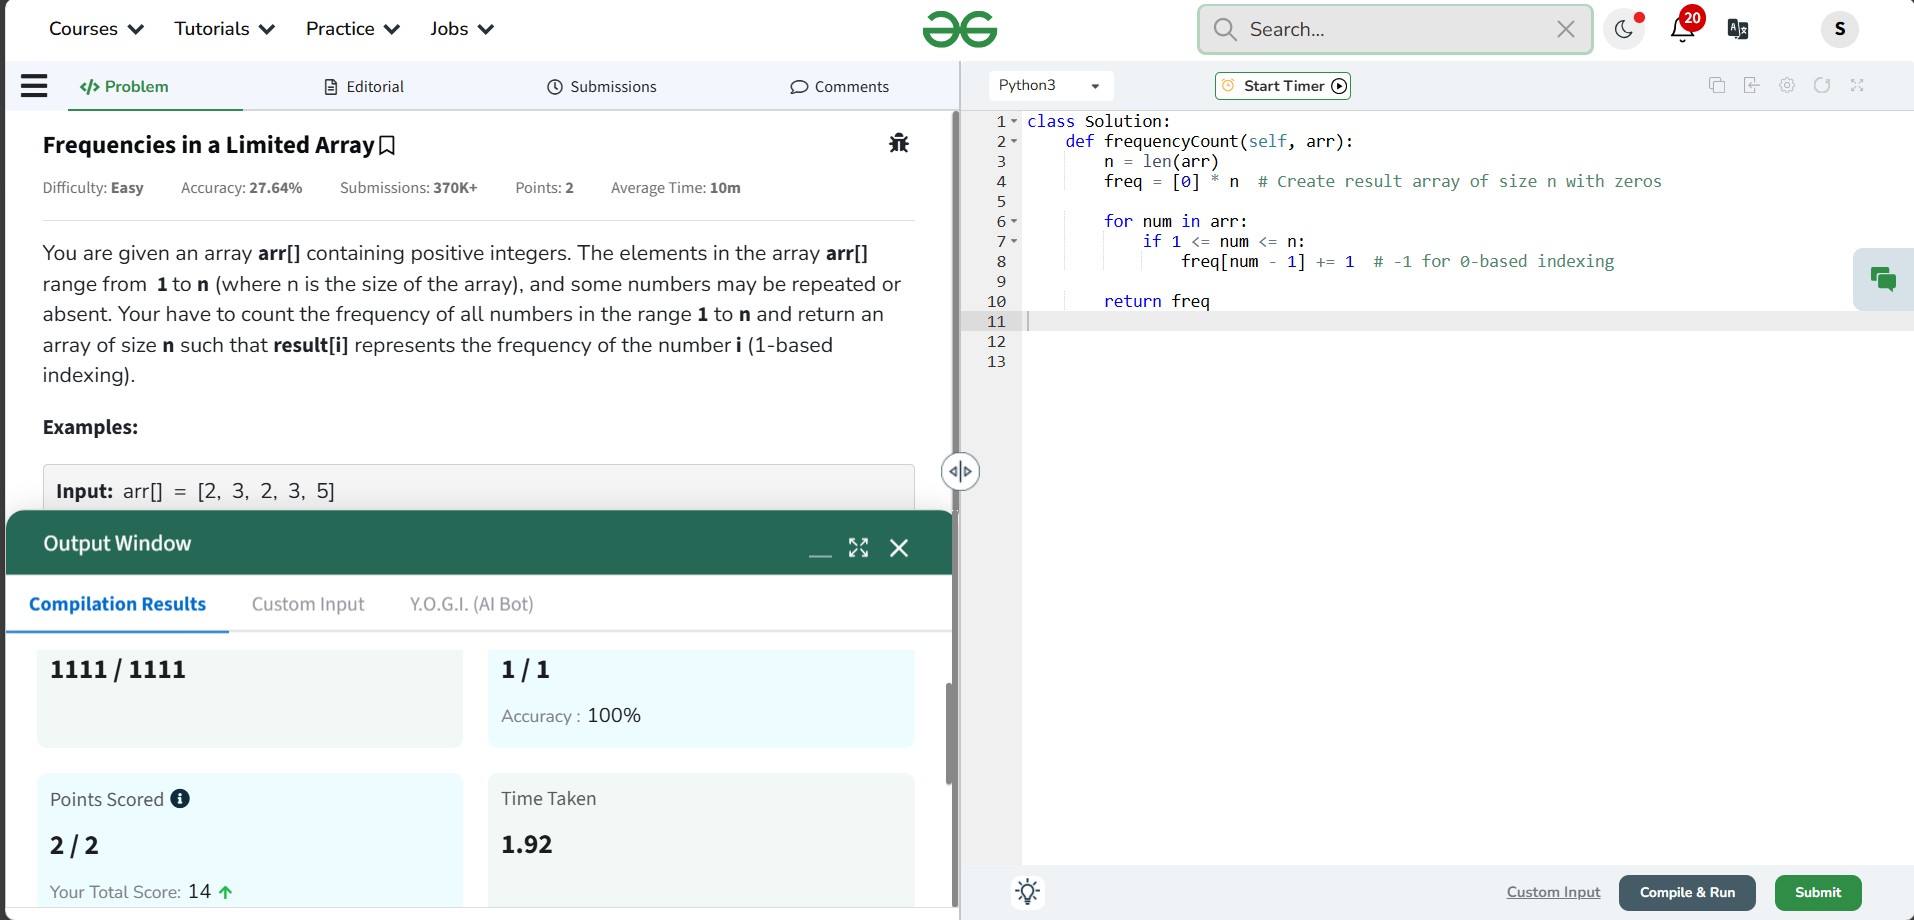 Courses Tutorials Practice Jobs Search... 20 S
</> Problem Editorial Submissions Comments
Frequencies in a Limited Array
Difficulty: Easy Accuracy: 27.64% Submissions: 370K+ Points: 2 Average Time: 10m
You are given an array arr[] containing positive integers. The elements in the array arr[]
range from 1 to n (where n is the size of the array), and some numbers may be repeated or
absent. Your have to count the frequency of all numbers in the range 1 to n and return an
array of size n such that result[i] represents the frequency of the number i (1-based
indexing).
Examples:
Input: arr[] = [2, 3, 2, 3, 5]
Output Window
Compilation Results Custom Input Y.O.G.I. (AI Bot)
1111 / 1111
1 / 1
Accuracy : 100%
Points Scored
2 / 2
Your Total Score: 14
Time Taken
1.92
Python3 Start Timer
1 class Solution:
2 def frequencyCount(self, arr):
3 n = len(arr)
4 freq = [0] * n # Create result array of size n with zeros
5
6 for num in arr:
7 if 1 <= num <= n:
8 freq[num - 1] += 1 # -1 for 0-based indexing
9
10 return freq
11
12
13
Custom Input Compile & Run Submit